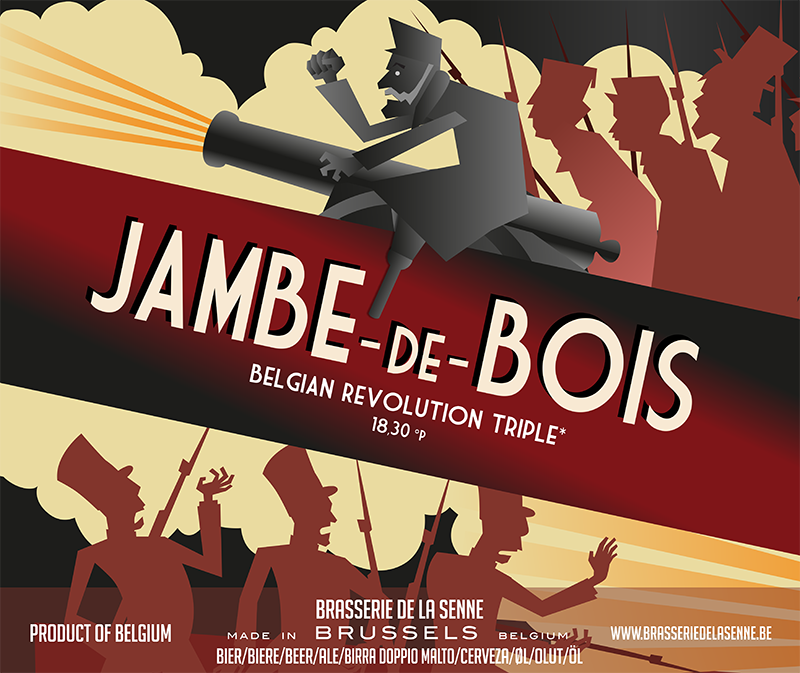 JAMBE-DE-BOIS
BELGIAN REVOLUTION TRIPLE*
18,30 °P
PRODUCT OF BELGIUM
BRASSERIE DE LA SENNE
MADE IN BRUSSELS BELGIUM
BIER/BIERE/BEER/ALE/BIRRA DOPPIO MALTO/CERVEZA/ØL/OLUT/ÖL
WWW.BRASSERIEDELASENNE.BE